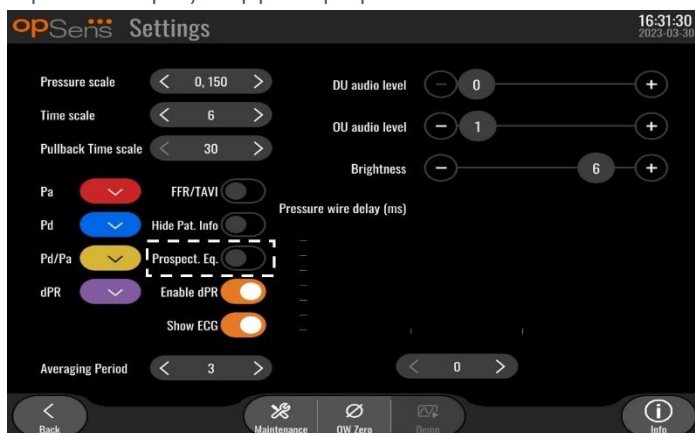 opSens Settings
16:31:30
2023-03-30
Pressure scale 0, 150
DU audio level 0
Time scale 6
OU audio level 1
Pullback Time scale 30
Brightness 6
Pa FFR/TAVI
Pressure wire delay (ms)
Pd Hide Pat. Info
Pd/Pa Prospect. Eq.
dPR Enable dPR
Show ECG
Averaging Period 3
0
Back Maintenance OW Zero Demo Info